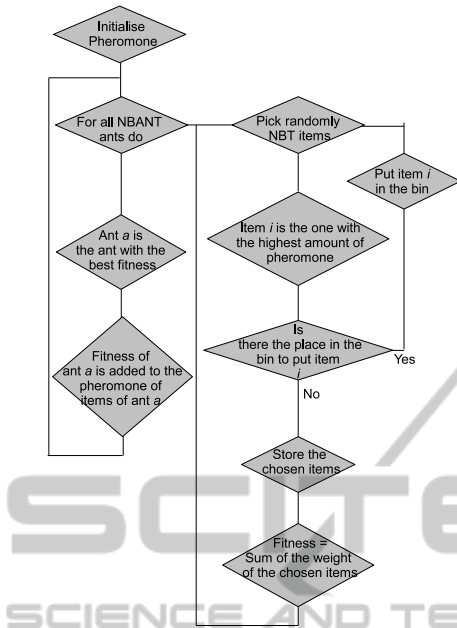 Initialise
Pheromone
For all NBANT
ants do
Pick randomly
NBT items
Put item i
in the bin
Ant a is
the ant with the
best fitness
Item i is the one with
the highest amount of
pheromone
Is
there the place in the
bin to put item
i
Yes
No
Fitness of
ant a is added to the
pheromone of
items of ant a
Store the
chosen items
Fitness =
Sum of the weight
of the chosen items
SCITE
SCIENCE AND TE